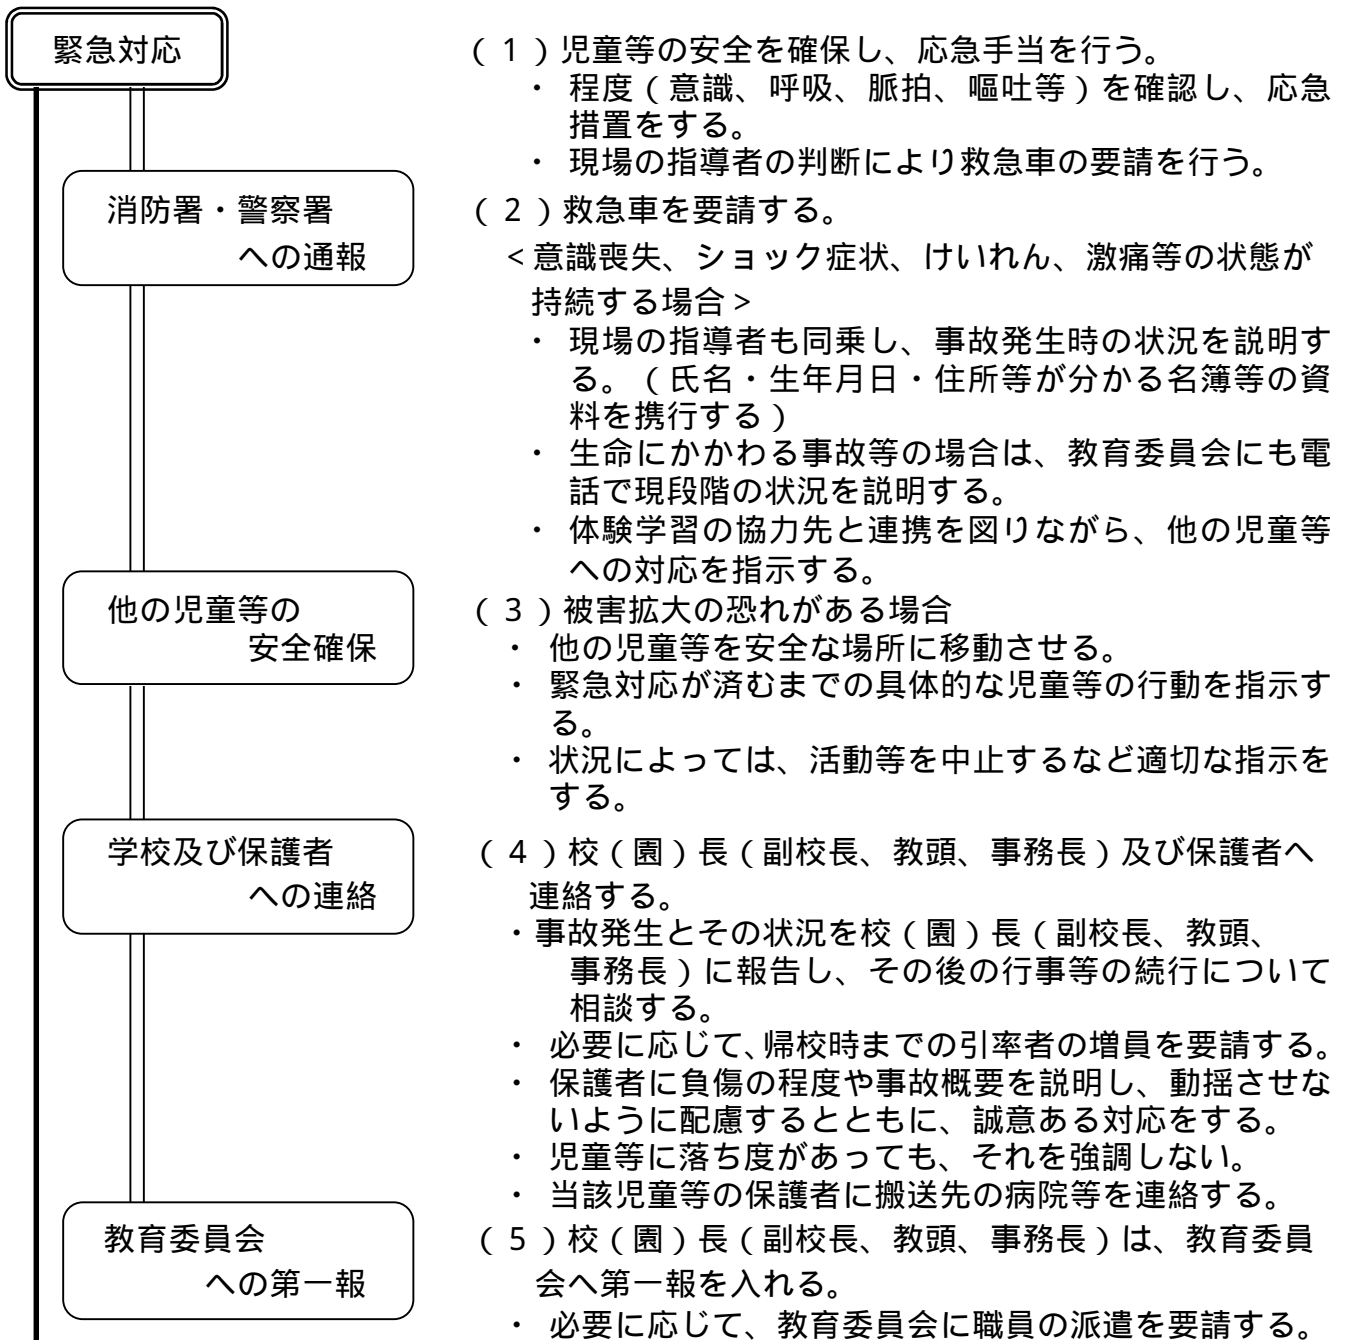 緊急対応
（１）児童等の安全を確保し、応急手当を行う。
・ 程度（意識、呼吸、脈拍、嘔吐等）を確認し、応急
措置をする。
・ 現場の指導者の判断により救急車の要請を行う。
消防署・警察署
への通報
（２）救急車を要請する。
＜意識喪失、ショック症状、けいれん、激痛等の状態が
持続する場合＞
・ 現場の指導者も同乗し、事故発生時の状況を説明す
る。（氏名・生年月日・住所等が分かる名簿等の資
料を携行する）
・ 生命にかかわる事故等の場合は、教育委員会にも電
話で現段階の状況を説明する。
・ 体験学習の協力先と連携を図りながら、他の児童等
への対応を指示する。
他の児童等の
安全確保
（３）被害拡大の恐れがある場合
・ 他の児童等を安全な場所に移動させる。
・ 緊急対応が済むまでの具体的な児童等の行動を指示す
る。
・ 状況によっては、活動等を中止するなど適切な指示を
する。
学校及び保護者
への連絡
（４）校（園）長（副校長、教頭、事務長）及び保護者へ
連絡する。
・事故発生とその状況を校（園）長（副校長、教頭、
事務長）に報告し、その後の行事等の続行について
相談する。
・ 必要に応じて、帰校時までの引率者の増員を要請する。
・ 保護者に負傷の程度や事故概要を説明し、動揺させな
いように配慮するとともに、誠意ある対応をする。
・ 児童等に落ち度があっても、それを強調しない。
・ 当該児童等の保護者に搬送先の病院等を連絡する。
教育委員会
への第一報
（５）校（園）長（副校長、教頭、事務長）は、教育委員
会へ第一報を入れる。
・ 必要に応じて、教育委員会に職員の派遣を要請する。